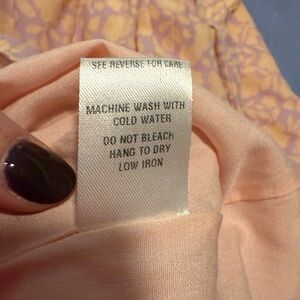 SEE REVERSE FOR CARE
MACHINE WASH WITH
COLD WATER
DO NOT BLEACH
HANG TO DRY
LOW IRON